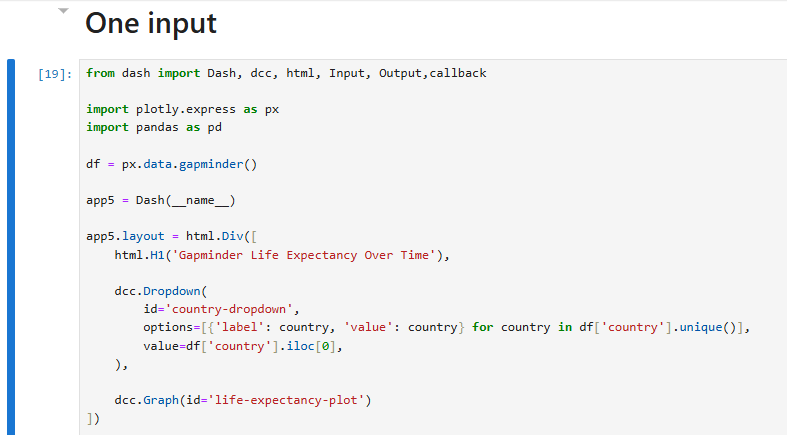 One input
[19]:
from dash import Dash, dcc, html, Input, Output,callback
import plotly.express as px
import pandas as pd
df = px.data.gapminder()
app5 = Dash(__name__)
app5.layout = html.Div([
    html.H1('Gapminder Life Expectancy Over Time'),
    dcc.Dropdown(
        id='country-dropdown',
        options=[{'label': country, 'value': country} for country in df['country'].unique()],
        value=df['country'].iloc[0],
    ),
    dcc.Graph(id='life-expectancy-plot')
])